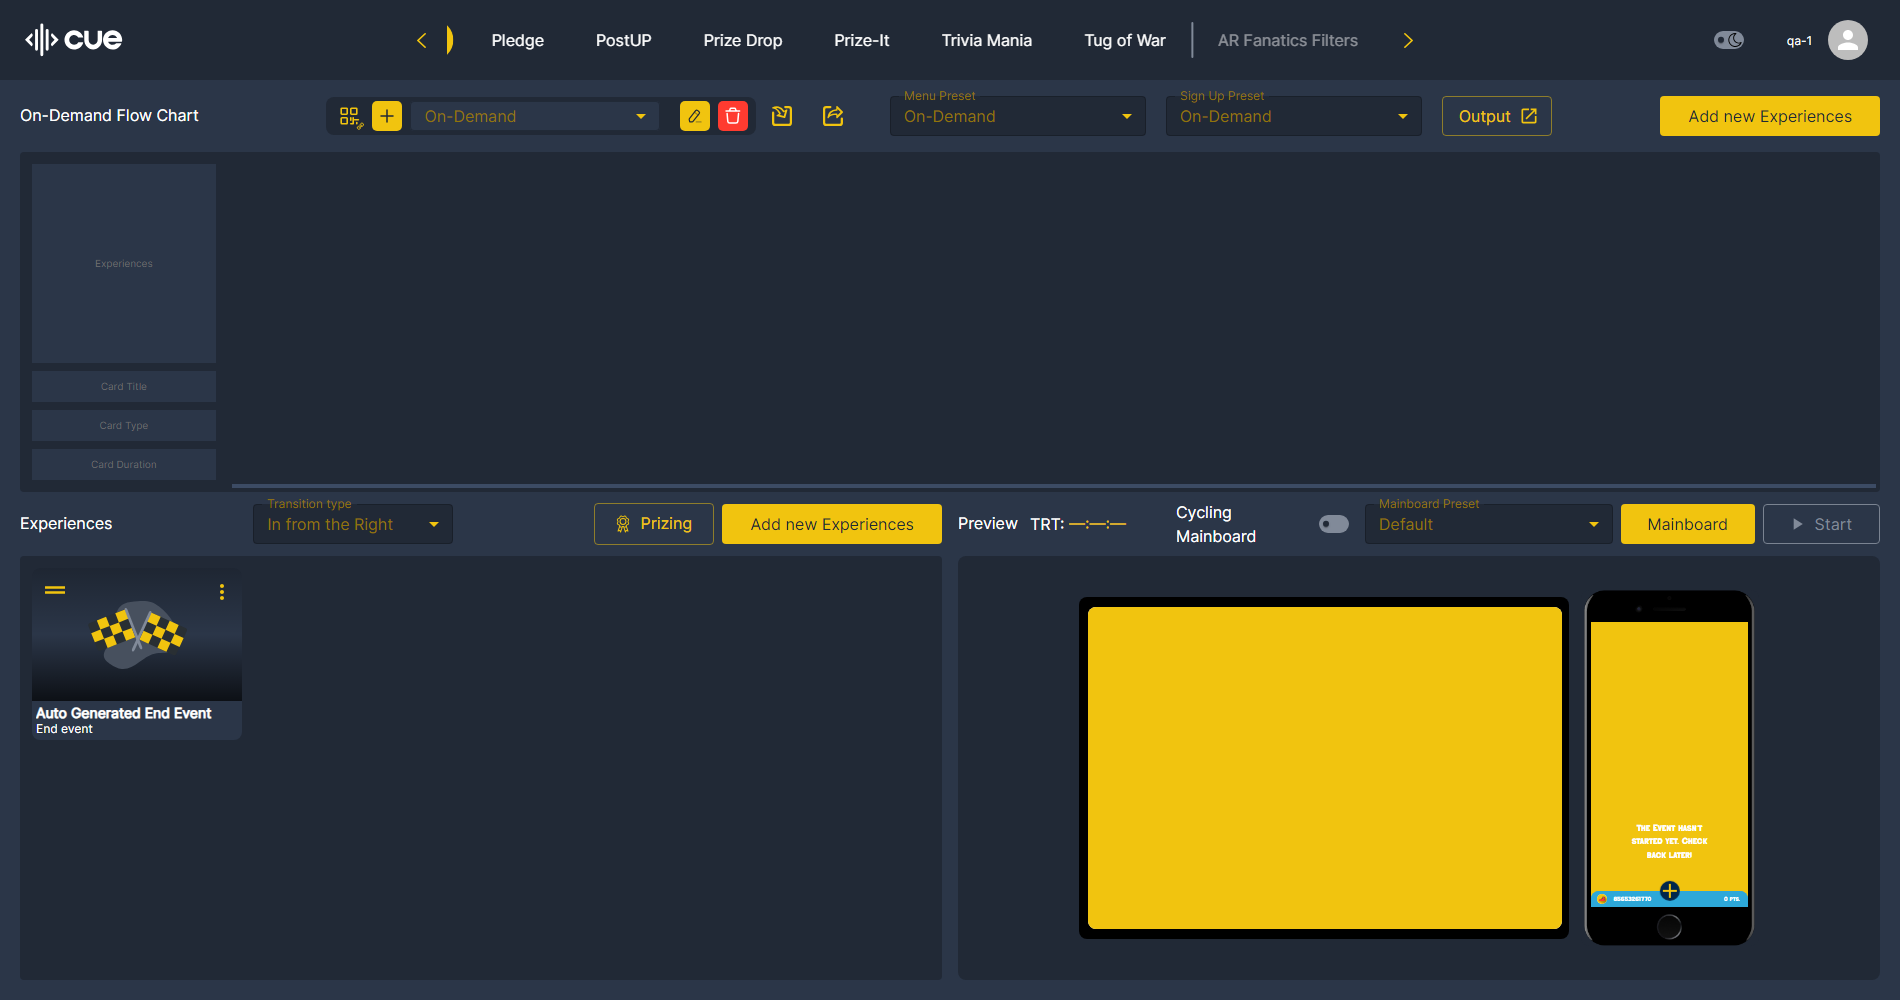 cue
Pledge
PostUP
Prize Drop
Prize-It
Trivia Mania
Tug of War
AR Fanatics Filters
qa-1
On-Demand Flow Chart
On-Demand
Menu Preset
On-Demand
Sign Up Preset
On-Demand
Output
Add new Experiences
Experiences
Card Title
Card Type
Card Duration
Experiences
Transition type
In from the Right
Prizing
Add new Experiences
Preview
TRT: —:—:—
Cycling
Mainboard
Mainboard Preset
Default
Mainboard
Start
Auto Generated End Event
End event
The Event hasn't
started yet. Check
back later!
0 Pts.